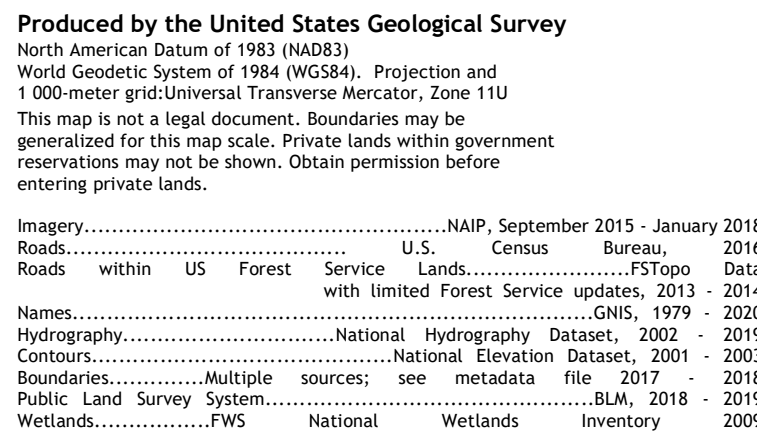 Produced by the United States Geological Survey
North American Datum of 1983 (NAD83)
World Geodetic System of 1984 (WGS84). Projection and
1 000-meter grid:Universal Transverse Mercator, Zone 11U
This map is not a legal document. Boundaries may be
generalized for this map scale. Private lands within government
reservations may not be shown. Obtain permission before
entering private lands.
Imagery....................................................NAIP, September 2015 - January 2018
Roads........................................ U.S. Census Bureau, 2016
Roads within US Forest Service Lands.......................FSTopo Data
with limited Forest Service updates, 2013 - 2014
Names...........................................................................GNIS, 1979 - 2020
Hydrography..............................National Hydrography Dataset, 2002 - 2019
Contours...........................................National Elevation Dataset, 2001 - 2003
Boundaries.............Multiple sources; see metadata file 2017 - 2018
Public Land Survey System...............................................BLM, 2018 - 2019
Wetlands.................FWS National Wetlands Inventory 2009